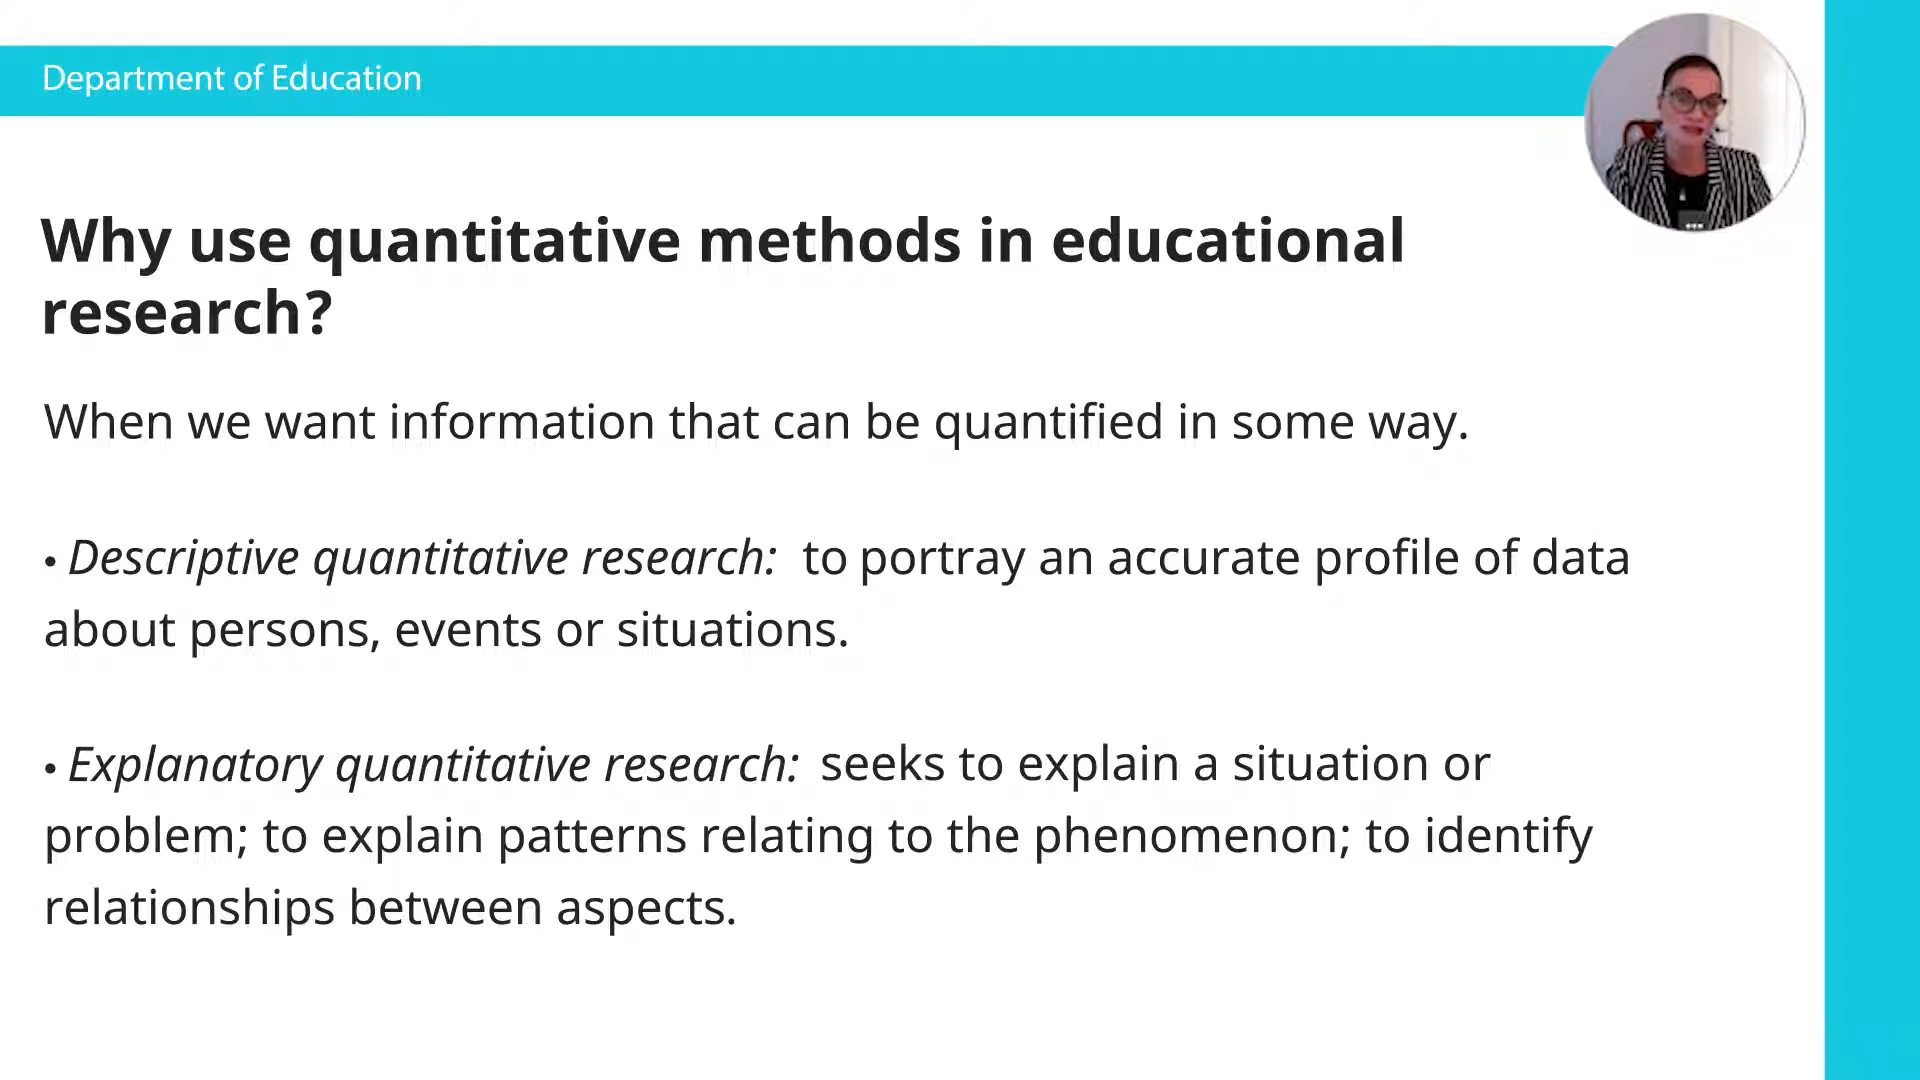 Department of Education
Why use quantitative methods in educational
research?
When we want information that can be quantified in some way.
• Descriptive quantitative research: to portray an accurate profile of data
about persons, events or situations.
• Explanatory quantitative research: seeks to explain a situation or
problem; to explain patterns relating to the phenomenon; to identify
relationships between aspects.